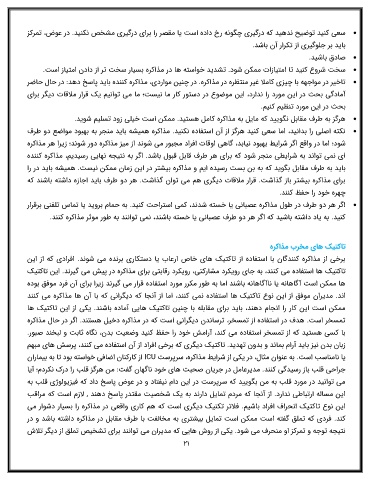 • سعی کنید توضیح ندهید که درگیری چگونه رخ داده است یا مقصر را برای درگیری مشخص نکنید. در عوض، تمرکز
باید بر جلوگیری از تکرار آن باشد.
• صادق باشید.
• سخت شروع کنید تا امتیازات ممکن شود. تشدید خواسته ها در مذاکره بسیار سخت تر از دادن امتیاز است.
• تاخیر در مواجهه با چیزی کاملا غیر منتظره در مذاکره. در چنین مواردی، مذاکره کننده باید پاسخ دهد: در حال حاضر
آمادگی بحث در این مورد را ندارد، این موضوع در دستور کار ما نیست؛ ما می توانیم یک قرار ملاقات دیگر برای
بحث در این مورد تنظیم کنیم.
• هرگز به طرف مقابل نگویید که مایل به مذاکره کامل هستید. ممکن است خیلی زود تسلیم شوید.
• نکته اصلی را بدانید، اما سعی کنید هرگز از آن استفاده نکنید. مذاکره همیشه باید منجر به بهبود مواضع دو طرف
شود؛ اما در واقع اگر شرایط بهبود نیابد، گاهی اوقات افراد مجبور می شوند از میز مذاکره دور شوند؛ زیرا هر مذاکره
ای نمی تواند به شرایطی منجر شود که برای هر طرف قابل قبول باشد. اگر به نتیجه نهایی رسیدیم، مذاکره کننده
باید به طرف مقابل بگوید که به بن بست رسیده ایم و مذاکره بیشتر در این زمان ممکن نیست. همیشه باید در را
برای مذاکره بیشتر باز گذاشت. قرار ملاقات دیگری هم می توان گذاشت. هر دو طرف باید اجازه داشته باشند که
چهره خود را حفظ کنند.
• اگر هر دو طرف در طول مذاکره عصبانی یا خسته شدند، کمی استراحت کنید. به حمام بروید یا تماس تلفنی برقرار
کنید. به یاد داشته باشید که اگر هر دو طرف عصبانی یا خسته باشند، نمی توانند به طور موثر مذاکره کنند.
تاکتیک های مخرب مذاکره
برخی از مذاکره کنندگان با استفاده از تاکتیک های خاص ارعاب یا دستکاری برنده می شوند. افرادی که از این
تاکتیک ها استفاده می کنند، به جای رویکرد مشارکتی، رویکرد رقابتی برای مذاکره در پیش می گیرند. این تاکتیک
ها ممکن است آگاهانه یا ناآگاهانه باشند اما به طور مکرر مورد استفاده قرار می گیرند زیرا برای آن فرد موفق بوده
اند. مدیران موفق از این نوع تاکتیک ها استفاده نمی کنند، اما از آنجا که دیگرانی که با آن ها مذاکره می کنند
ممکن است این کار را انجام دهند، باید برای مقابله با چنین تاکتیک هایی آماده باشند. یکی از این تاکتیک ها
تمسخر است. هدف در استفاده از تمسخر، ترساندن دیگرانی است که در مذاکره دخیل هستند. اگر در حال مذاکره
با کسی هستید که از تمسخر استفاده می کند، آرامش خود را حفظ کنید وضعیت بدن، نگاه ثابت و لبخند صبور.
زبان بدن نیز باید آرام بماند و بدون تهدید. تاکتیک دیگری که برخی افراد از آن استفاده می کنند، پرسش های مبهم
یا نامناسب است. به عنوان مثال، در یکی از شرایط مذاکره، سرپرست ICU از کارکنان اضافی خواسته بود تا به بیماران
جراحی قلب باز رسیدگی کنند. مدیرعامل در جریان صحبت های خود ناگهان گفت: من هرگز قلب را درک نکردم؛ آیا
می توانید در مورد قلب به من بگویید که سرپرست در این دام نیفتاد و در عوض پاسخ داد که فیزیولوژی قلب به
این مساله ارتباطی ندارد. از آنجا که مردم تمایل دارند به یک شخصیت مقتدر پاسخ دهند ، لازم است که مراقب
این نوع تاکتیک انحراف افراد باشیم. فلاتر تکنیک دیگری است که هم کاری واقعی در مذاکره را بسیار دشوار می
کند. فردی که تملق گفته است ممکن است تمایل بیشتری به مخالفت با طرف مقابل در مذاکره داشته باشد و در
نتیجه توجه و تمرکز او منحرف می شود. یکی از روش هایی که مدیران می توانند برای تشخیص تملق از دیگر تلاش
۲۱